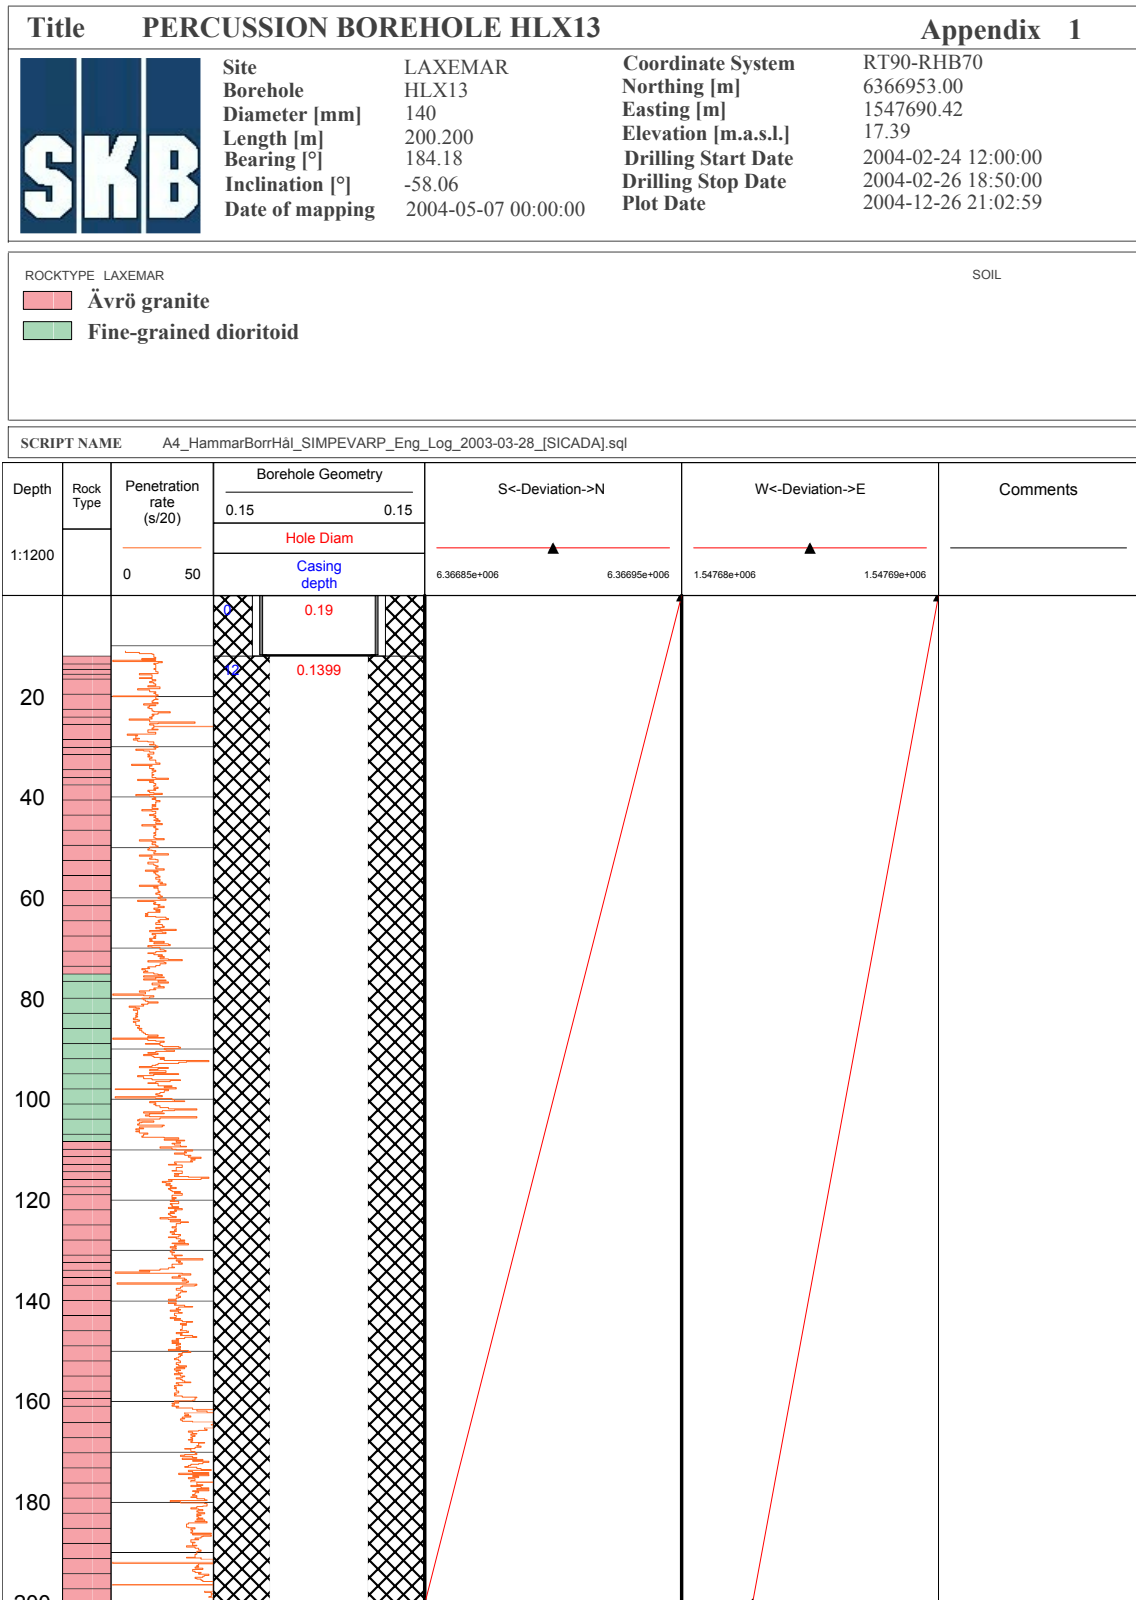 Title PERCUSSION BOREHOLE HLX13 Appendix 1
SKB
Site LAXEMAR
Borehole HLX13
Diameter [mm] 140
Length [m] 200.200
Bearing [°] 184.18
Inclination [°] -58.06
Date of mapping 2004-05-07 00:00:00
Coordinate System RT90-RHB70
Northing [m] 6366953.00
Easting [m] 1547690.42
Elevation [m.a.s.l.] 17.39
Drilling Start Date 2004-02-24 12:00:00
Drilling Stop Date 2004-02-26 18:50:00
Plot Date 2004-12-26 21:02:59
ROCKTYPE LAXEMAR SOIL
Ävrö granite
Fine-grained dioritoid
SCRIPT NAME A4_HammarBorrHål_SIMPEVARP_Eng_Log_2003-03-28_[SICADA].sql
Depth
1:1200
Rock
Type
Penetration
rate
(s/20)
0 50
Borehole Geometry
0.15 0.15
Hole Diam
Casing
depth
S<-Deviation->N
6.36685e+006 6.36695e+006
W<-Deviation->E
1.54768e+006 1.54769e+006
Comments
0 0.19
12 0.1399
20
40
60
80
100
120
140
160
180
200